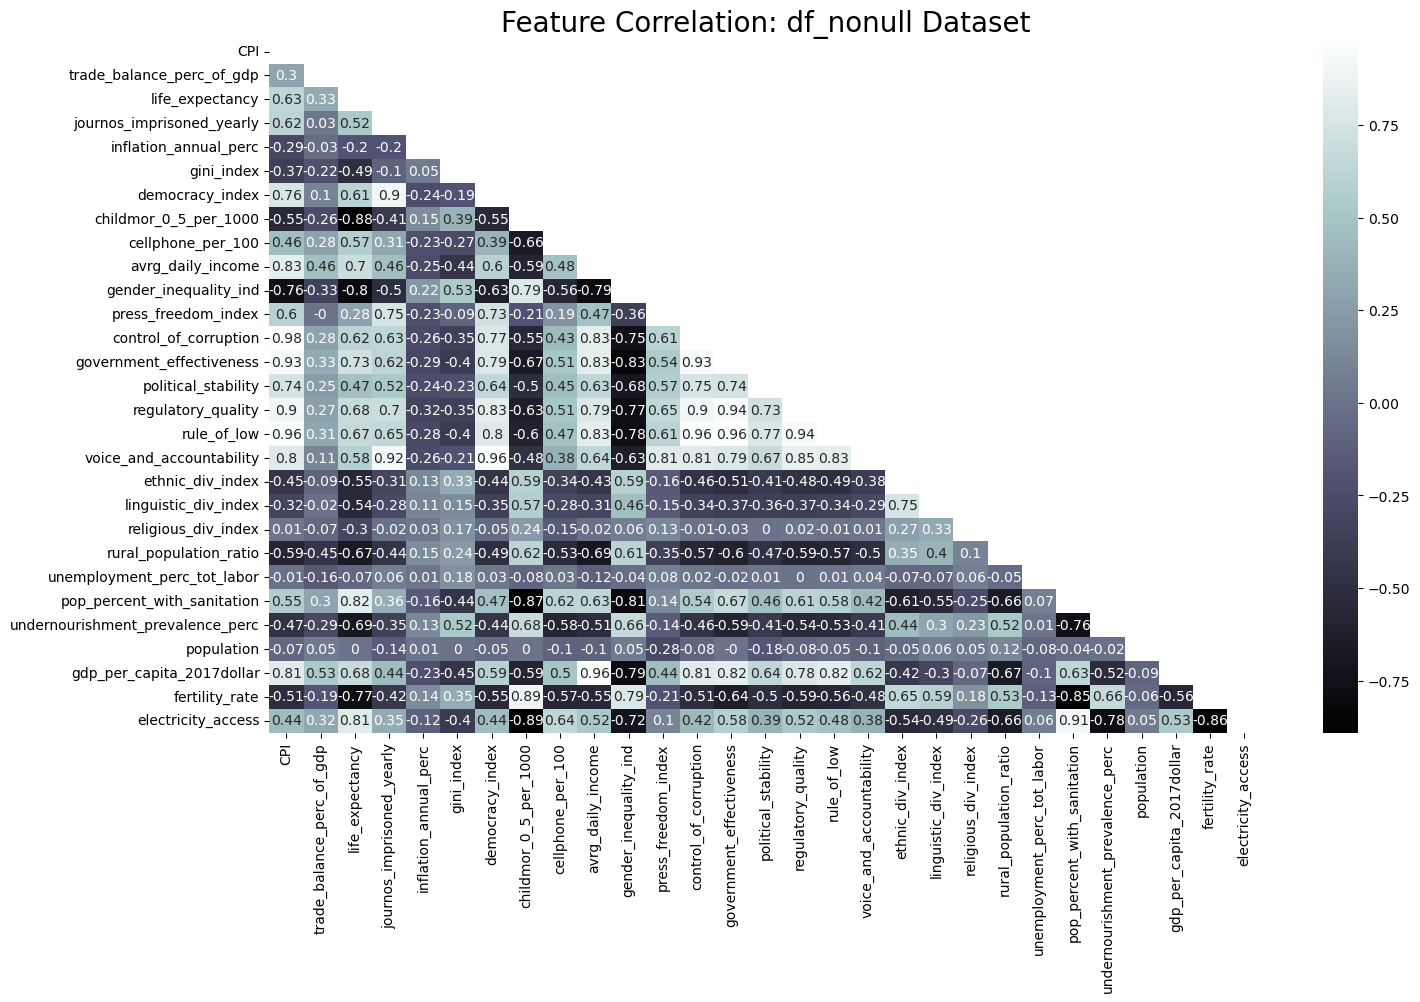 Feature Correlation: df_nonnull Dataset
CPI
trade_balance_perc_of_gdp 0.3
life_expectancy 0.63 0.33
journos_imprisoned_yearly 0.62 0.03 0.52
inflation_annual_perc -0.29 -0.03 -0.2 -0.2
gini_index -0.37 -0.22 -0.49 -0.1 0.05
democracy_index 0.76 0.1 0.61 0.9 -0.24 -0.19
childmor_0_5_per_1000 -0.55 -0.26 -0.88 -0.41 0.15 0.39 -0.55
cellphone_per_100 0.46 0.28 0.57 0.31 -0.23 -0.27 0.39 -0.66
avrg_daily_income 0.83 0.46 0.7 0.46 -0.25 -0.44 0.6 -0.59 0.48
gender_inequality_ind -0.76 -0.33 -0.8 -0.5 0.22 0.53 -0.63 0.79 -0.56 -0.79
press_freedom_index 0.6 -0 0.28 0.75 -0.23 -0.09 0.73 -0.21 0.19 0.47 -0.36
control_of_corruption 0.98 0.28 0.62 0.63 -0.26 -0.35 0.77 -0.55 0.43 0.83 -0.75 0.61
government_effectiveness 0.93 0.33 0.73 0.62 -0.29 -0.4 0.79 -0.67 0.51 0.83 -0.83 0.54 0.93
political_stability 0.74 0.25 0.47 0.52 -0.24 -0.23 0.64 -0.5 0.45 0.63 -0.68 0.57 0.75 0.74
regulatory_quality 0.9 0.27 0.68 0.7 -0.32 -0.35 0.83 -0.63 0.51 0.79 -0.77 0.65 0.9 0.94 0.73
rule_of_low 0.96 0.31 0.67 0.65 -0.28 -0.4 0.8 -0.6 0.47 0.83 -0.78 0.61 0.96 0.96 0.77 0.94
voice_and_accountability 0.8 0.11 0.58 0.92 -0.26 -0.21 0.96 -0.48 0.38 0.64 -0.63 0.81 0.81 0.79 0.67 0.85 0.83
ethnic_div_index -0.45 -0.09 -0.55 -0.31 0.13 0.33 -0.44 0.59 -0.34 -0.43 0.59 -0.16 -0.46 -0.51 -0.41 -0.48 -0.49 -0.38
linguistic_div_index -0.32 -0.02 -0.54 -0.28 0.11 0.15 -0.35 0.57 -0.28 -0.31 0.46 -0.15 -0.34 -0.37 -0.36 -0.37 -0.34 -0.29 0.75
religious_div_index 0.01 -0.07 -0.3 -0.02 0.03 0.17 -0.05 0.24 -0.15 -0.02 0.06 0.13 -0.01 -0.03 0 0.02 -0.01 0.01 0.27 0.33
rural_population_ratio -0.59 -0.45 -0.67 -0.44 0.15 0.24 -0.49 0.62 -0.53 -0.69 0.61 -0.35 -0.57 -0.6 -0.47 -0.59 -0.57 -0.5 0.35 0.4 0.1
unemployment_perc_tot_labor -0.01 -0.16 -0.07 0.06 0.01 0.18 0.03 -0.08 0.03 -0.12 -0.04 0.08 0.02 -0.02 0.01 0 0.01 0.04 -0.07 -0.07 0.06 -0.05
pop_percent_with_sanitation 0.55 0.3 0.82 0.36 -0.16 -0.44 0.47 -0.87 0.62 0.63 -0.81 0.14 0.54 0.67 0.46 0.61 0.58 0.42 -0.61 -0.55 -0.25 -0.66 0.07
undernourishment_prevalence_perc -0.47 -0.29 -0.69 -0.35 0.13 0.52 -0.44 0.68 -0.58 -0.51 0.66 -0.14 -0.46 -0.59 -0.41 -0.54 -0.53 -0.41 0.44 0.3 0.23 0.52 0.01 -0.76
population -0.07 0.05 0 -0.14 0.01 0 -0.05 0 -0.1 -0.1 0.05 -0.28 -0.07 -0 -0.18 -0.08 -0.05 -0.1 -0.05 0.06 0.05 0.12 -0.08 -0.04 -0.02
gdp_per_capita_2017dollar 0.81 0.53 0.68 0.44 -0.23 -0.45 0.59 -0.59 0.5 0.96 -0.79 0.44 0.81 0.82 0.64 0.78 0.82 0.62 -0.42 -0.3 -0.07 -0.67 -0.1 0.63 -0.52 -0.09
fertility_rate -0.51 -0.19 -0.77 -0.42 0.14 0.35 -0.55 0.89 -0.57 -0.55 0.79 -0.21 -0.51 -0.64 -0.5 -0.59 -0.56 -0.48 0.65 0.59 0.18 0.53 -0.13 -0.85 0.66 -0.06 -0.56
electricity_access 0.44 0.32 0.81 0.35 -0.12 -0.4 0.44 -0.89 0.64 0.52 -0.72 0.1 0.42 0.58 0.39 0.52 0.48 0.38 -0.54 -0.49 -0.26 -0.66 0.06 0.91 -0.78 0.05 0.53 -0.86
CPI
trade_balance_perc_of_gdp
life_expectancy
journos_imprisoned_yearly
inflation_annual_perc
gini_index
democracy_index
childmor_0_5_per_1000
cellphone_per_100
avrg_daily_income
gender_inequality_ind
press_freedom_index
control_of_corruption
government_effectiveness
political_stability
regulatory_quality
rule_of_low
voice_and_accountability
ethnic_div_index
linguistic_div_index
religious_div_index
rural_population_ratio
unemployment_perc_tot_labor
pop_percent_with_sanitation
undernourishment_prevalence_perc
population
gdp_per_capita_2017dollar
fertility_rate
electricity_access
0.75
0.50
0.25
0.00
-0.25
-0.50
-0.75